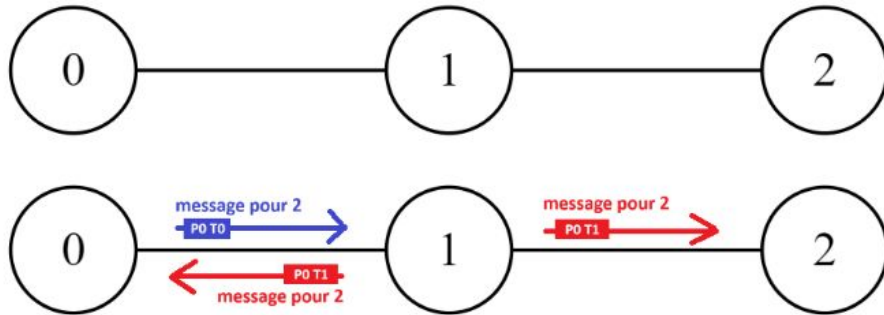 0 1 2
message pour 2 message pour 2
P0 T0 P0 T1
0 1 2
P0 T1
message pour 2